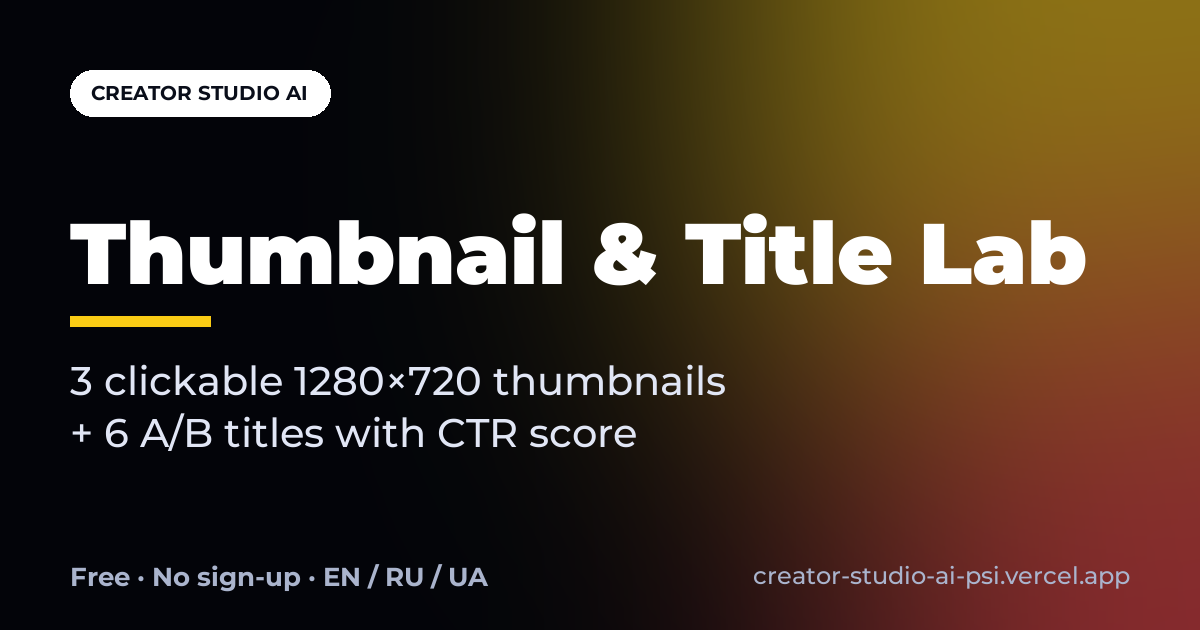 CREATOR STUDIO AI
Thumbnail & Title Lab
3 clickable 1280×720 thumbnails
+ 6 A/B titles with CTR score
Free · No sign-up · EN / RU / UA
creator-studio-ai-psi.vercel.app